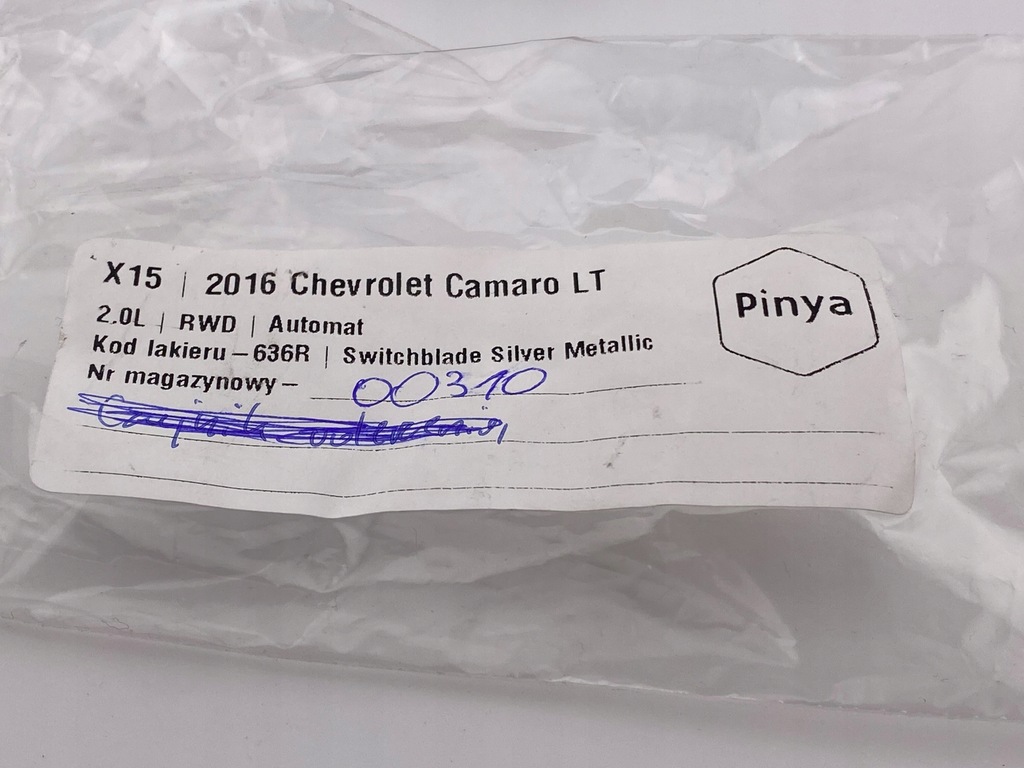 X15 | 2016 Chevrolet Camaro LT
Pinya
2.0L | RWD | Automat
Kod lakieru – 636R | Switchblade Silver Metallic
Nr magazynowy – 00310